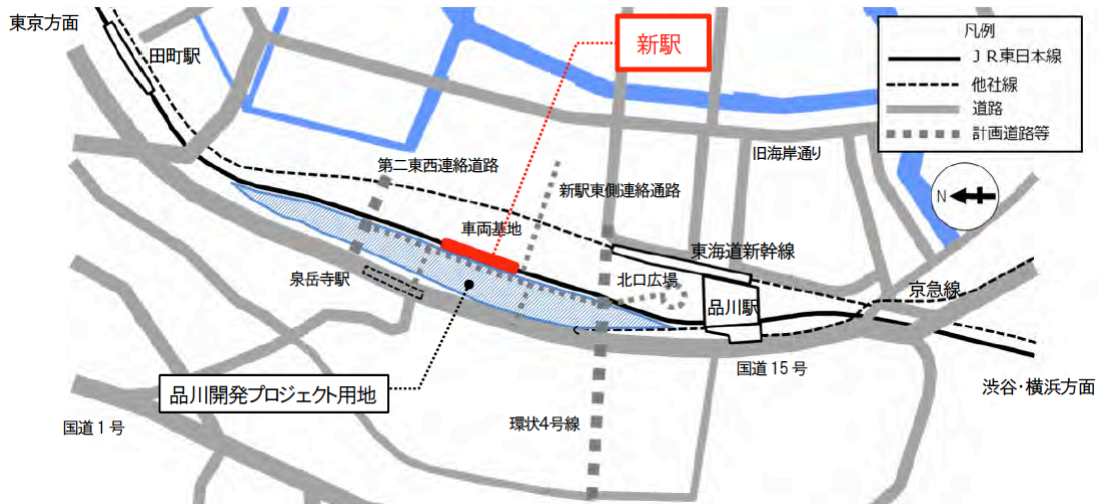 東京方面
田町駅
新駅
凡例
JR東日本線
他社線
道路
計画道路等
第二東西連絡道路
旧海岸通り
新駅東側連絡通路
N
車両基地
東海道新幹線
泉岳寺駅
北口広場
京急線
品川駅
国道15号
品川開発プロジェクト用地
渋谷・横浜方面
国道1号
環状4号線